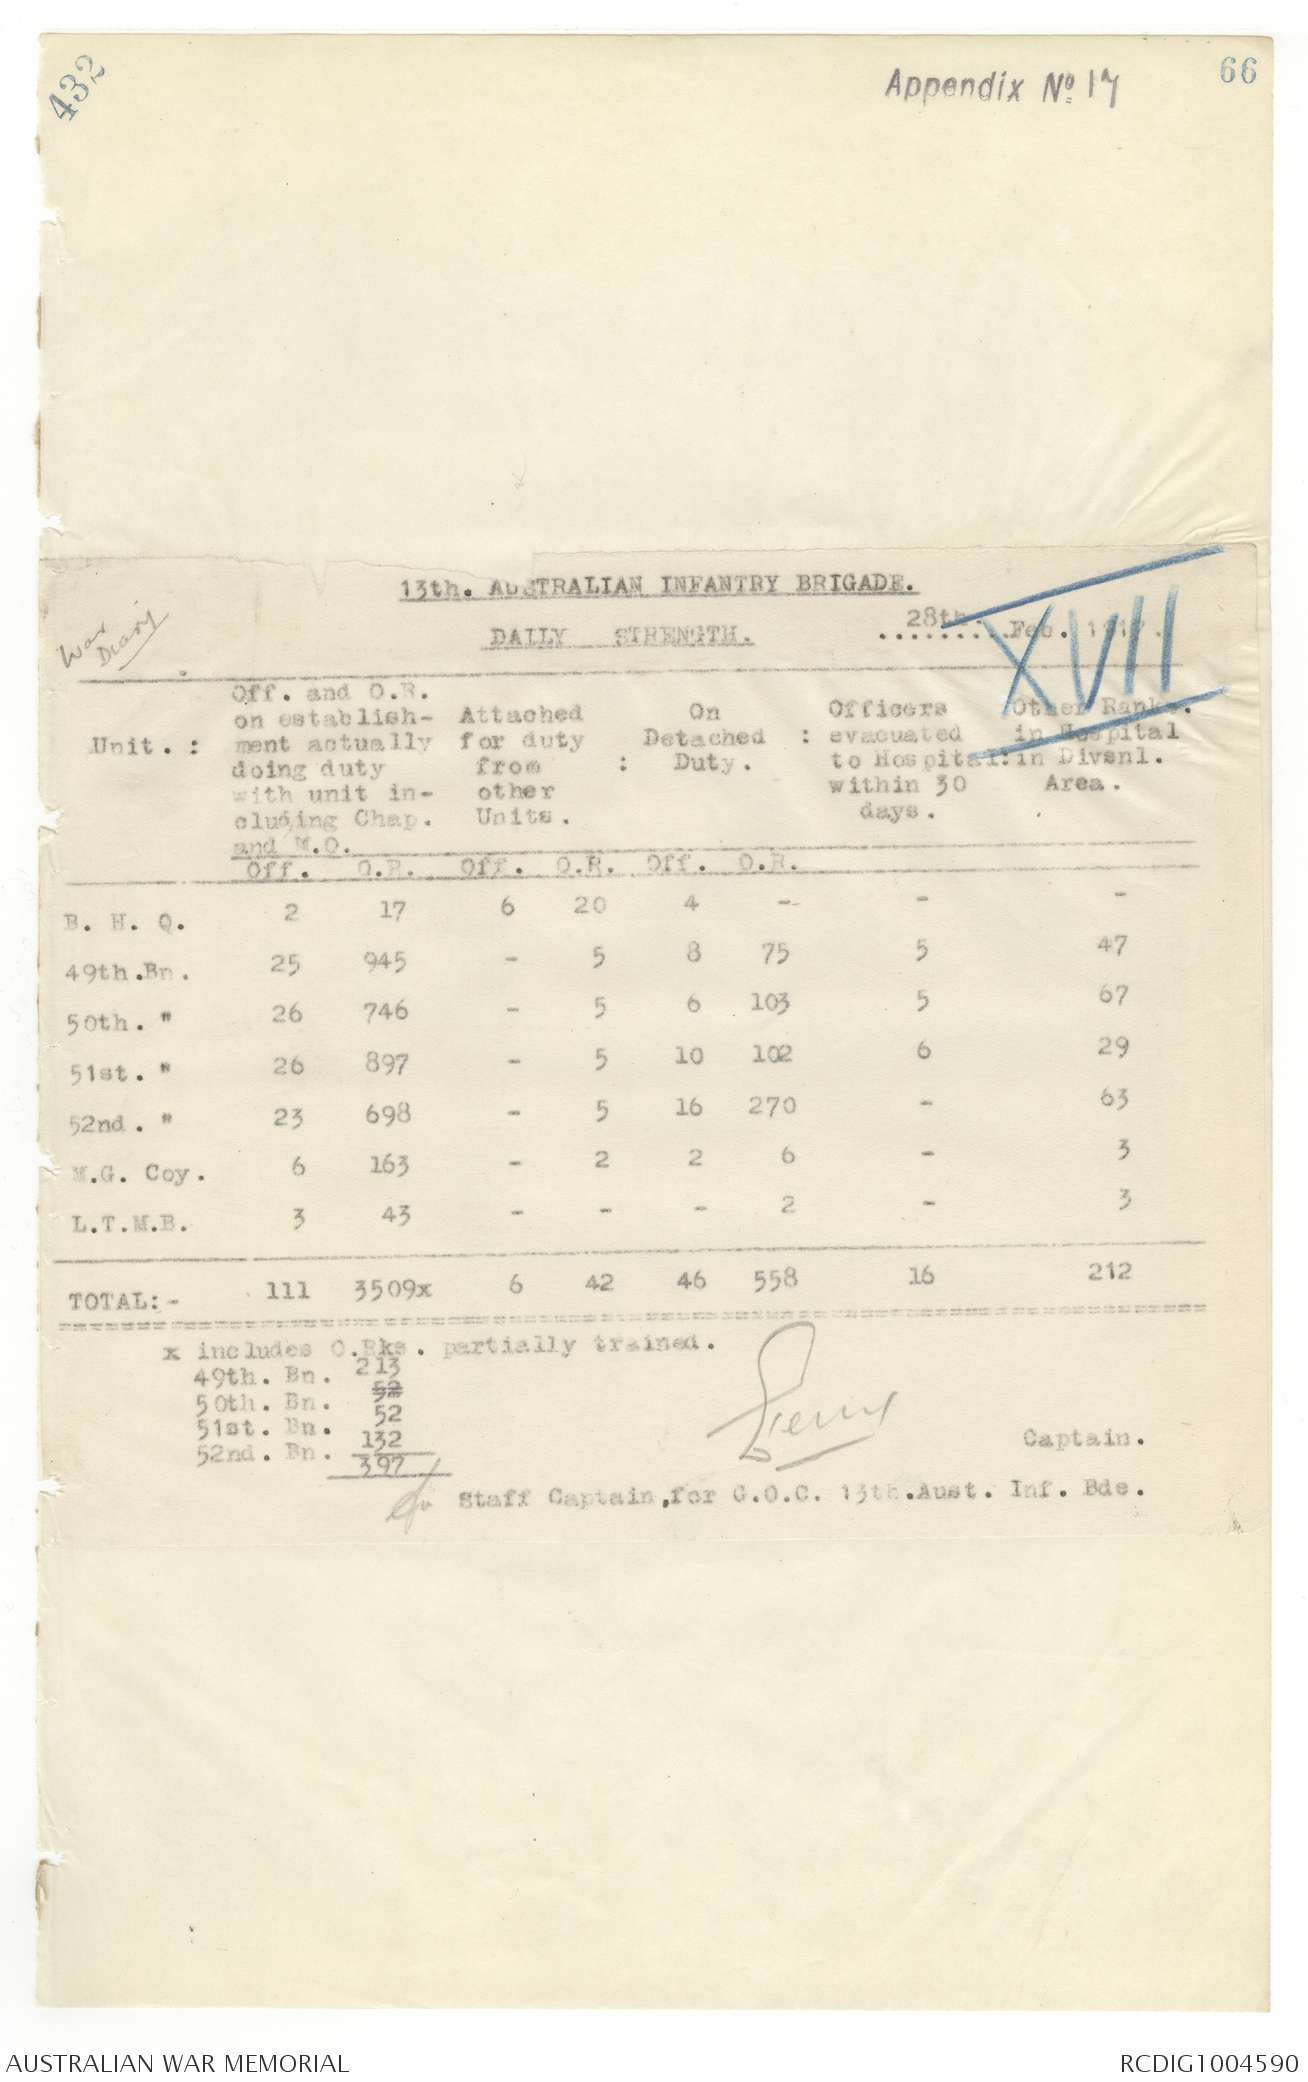 432
Appendix No 17
66
13th. AUSTRALIAN INFANTRY BRIGADE.
War Diary
DAILY STRENGTH. 28th. Feb.
XVII
Unit. : Off. and O.R. on establish- ment actually doing duty with unit in- cluding Chap. and M.O. Attached for duty from other Units. : On Detached Duty. : Officers evacuated to Hospital: within 30 days. Other Ranks. in Hospital in Divsnl. Area.
Off. O.R. Off. O.R. Off. O.R.
B. H. Q. 2 17 6 20 4 -- - -
49th.Bn. 25 945 - 5 8 75 5 47
50th. " 26 746 - 5 6 103 5 67
51st. " 26 897 - 5 10 102 6 29
52nd. " 23 698 - 5 16 270 - 63
M.G. Coy. 6 163 - 2 2 6 - 3
L.T.M.B. 3 43 - - - 2 - 3
TOTAL:- 111 3509x 6 42 46 558 16 212
x includes O.Rks. partially trained.
49th. Bn. 213
50th. Bn. 52
51st. Bn. 52
52nd. Bn. 132
397
Captain.
Staff Captain, for G.O.C. 13th.Aust. Inf. Bde.
AUSTRALIAN WAR MEMORIAL
RCDIG1004590